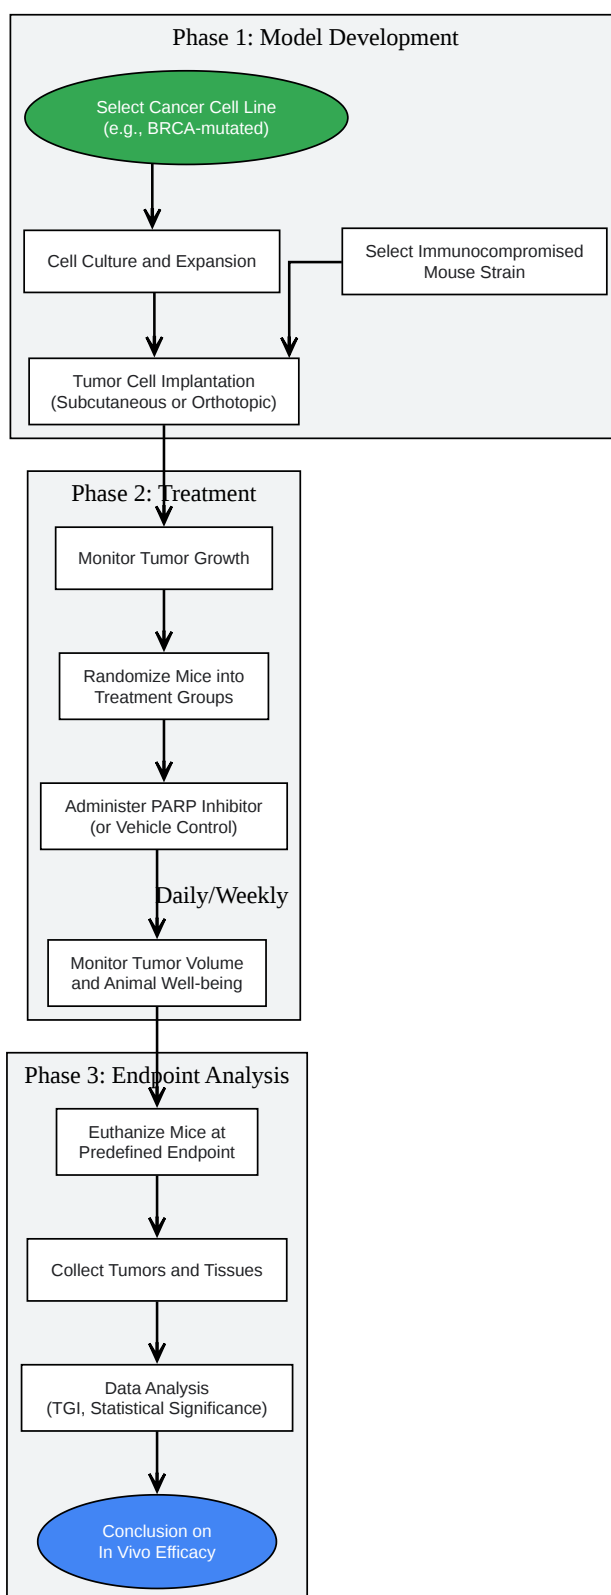 Phase 1: Model Development
Select Cancer Cell Line
(e.g., BRCA-mutated)
Cell Culture and Expansion
Select Immunocompromised
Mouse Strain
Tumor Cell Implantation
(Subcutaneous or Orthotopic)
Phase 2: Treatment
Monitor Tumor Growth
Randomize Mice into
Treatment Groups
Administer PARP Inhibitor
(or Vehicle Control)
Daily/Weekly
Monitor Tumor Volume
and Animal Well-being
Phase 3: Endpoint Analysis
Euthanize Mice at
Predefined Endpoint
Collect Tumors and Tissues
Data Analysis
(TGI, Statistical Significance)
Conclusion on
In Vivo Efficacy